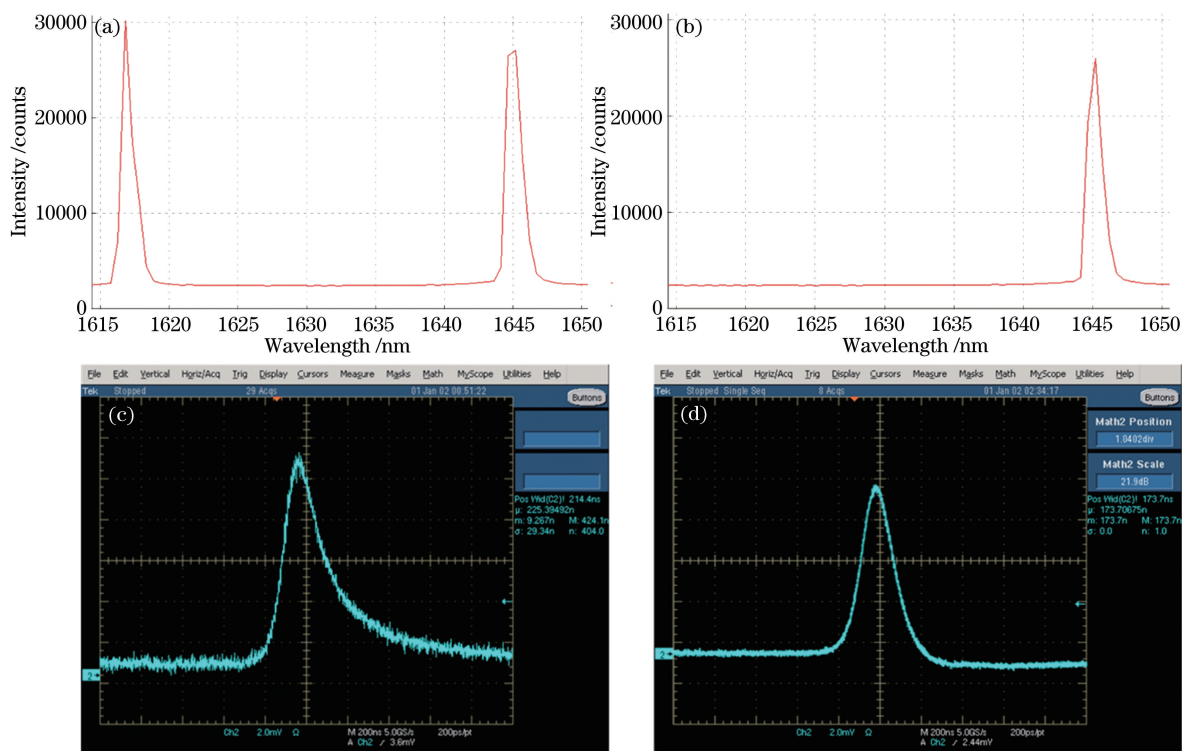 (a)
30000
20000
10000
0
Intensity /counts
1615 1620 1625 1630 1635 1640 1645 1650
Wavelength /nm
(b)
30000
20000
10000
0
Intensity /counts
1615 1620 1625 1630 1635 1640 1645 1650
Wavelength /nm
File Edit Vertical Horiz/Acq Trig Display Cursors Measure Masks Math MyScope Utilities Help
Tek Stopped 29 Acqs 01 Jan 02 00:51:22
Buttons
(c)
Pos Wid(C2)! 214.4ns
μ: 225.39492n
m: 9.267n M: 424.1n
σ: 29.34n n: 404.0
2
Ch2 2.0mV Ω M 200ns 5.0GS/s 200ps/pt
A Ch2 / 3.6mV
File Edit Vertical Horiz/Acq Trig Display Cursors Measure Masks Math MyScope Utilities Help
Tek Stopped Single Seq 8 Acqs 01 Jan 02 02:34:17
Buttons
(d)
Math2 Position
1.0402div
Math2 Scale
21.9dB
Pos Wid(C2)! 173.7ns
μ: 173.70675n
m: 173.7n M: 173.7n
σ: 0.0 n: 1.0
2
Ch2 2.0mV Ω M 200ns 5.0GS/s 200ps/pt
A Ch2 / 2.44mV